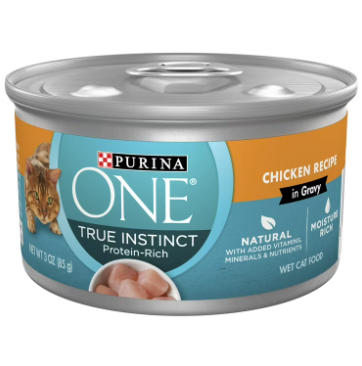 PURINA
ONE®
TRUE INSTINCT
Protein-Rich
NET WT 3 OZ (85 g)
CHICKEN RECIPE
in Gravy
NATURAL
WITH ADDED VITAMINS,
MINERALS & NUTRIENTS
MOISTURE
RICH
WET CAT FOOD